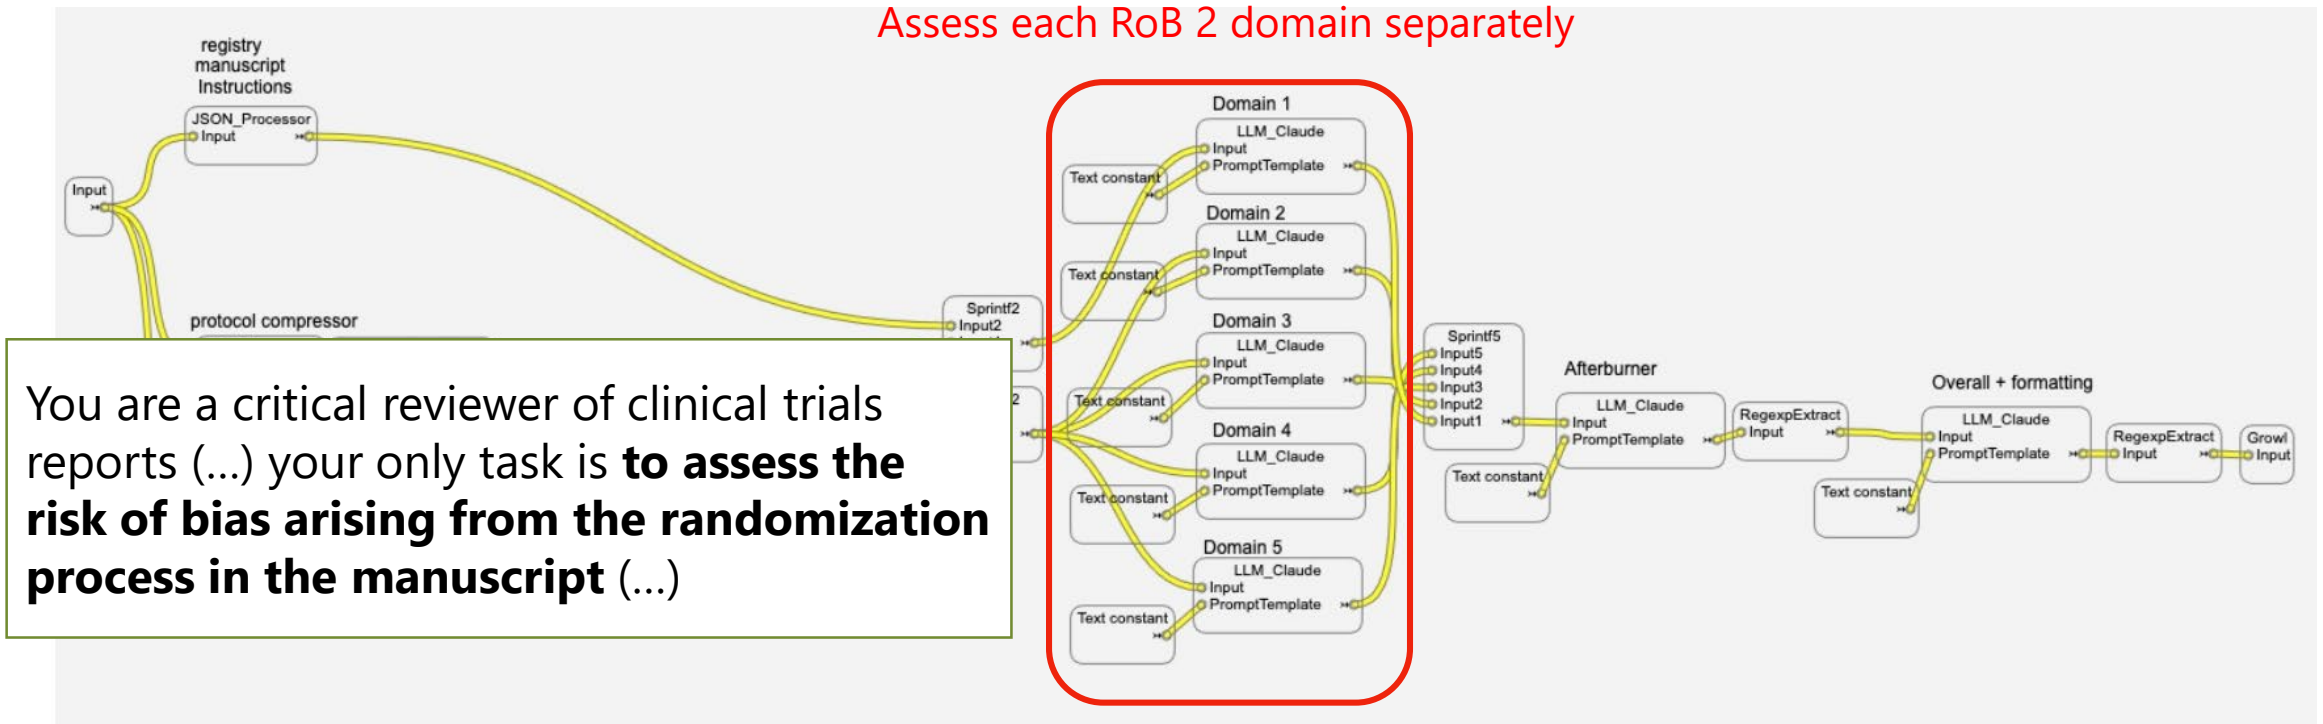 Assess each RoB 2 domain separately
registry
manuscript
Instructions
JSON_Processor
Input
Input
protocol compressor
You are a critical reviewer of clinical trials
reports (...) your only task is to assess the
risk of bias arising from the randomization
process in the manuscript (...)
Sprintf2
Input2
2
Domain 1
LLM_Claude
Input
PromptTemplate
Text constant
Domain 2
LLM_Claude
Input
PromptTemplate
Text constant
Domain 3
LLM_Claude
Input
PromptTemplate
Text constant
Domain 4
LLM_Claude
Input
PromptTemplate
Text constant
Domain 5
LLM_Claude
Input
PromptTemplate
Text constant
Sprintf5
Input5
Input4
Input3
Input2
Input1
Afterburner
LLM_Claude
Input
PromptTemplate
Text constant
RegexpExtract
Input
Overall + formatting
LLM_Claude
Input
PromptTemplate
Text constant
RegexpExtract
Input
Growl
Input